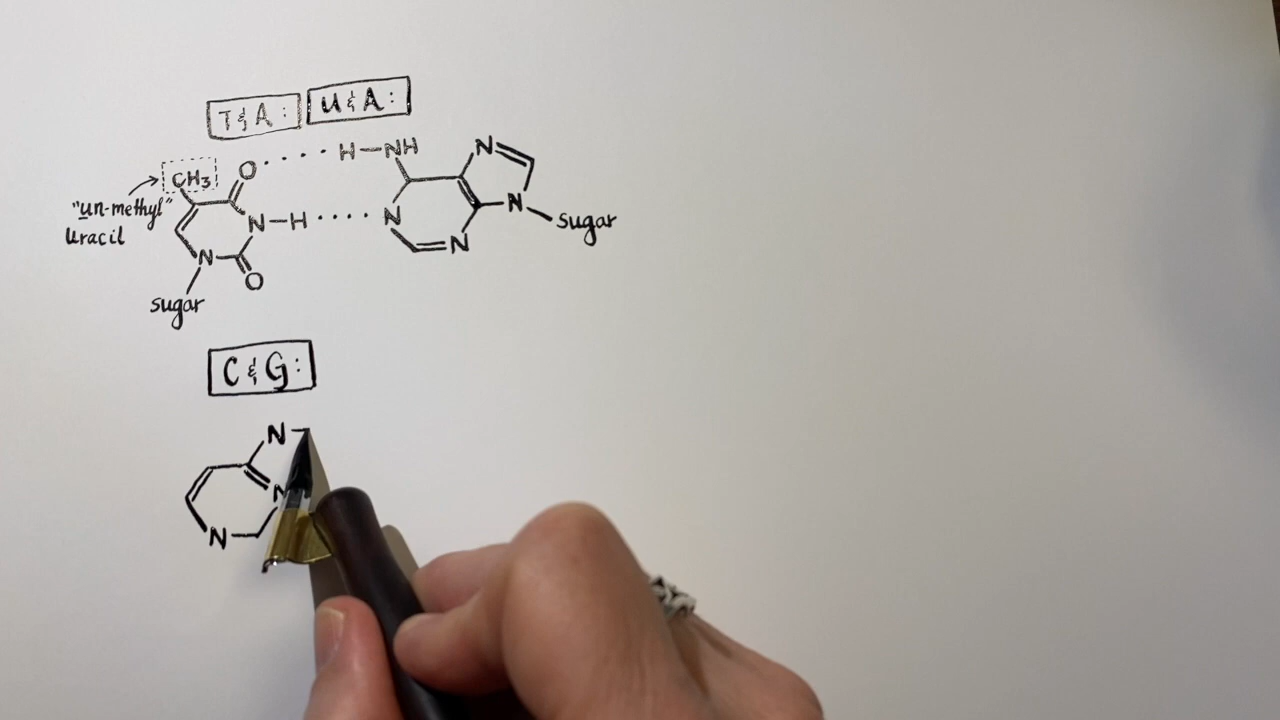 T & A : U & A :
O · · · · H—NH N
CH₃
"un-methyl"
Uracil
N—H · · · · N N sugar
N N
O
sugar
C & G :
N
N
N